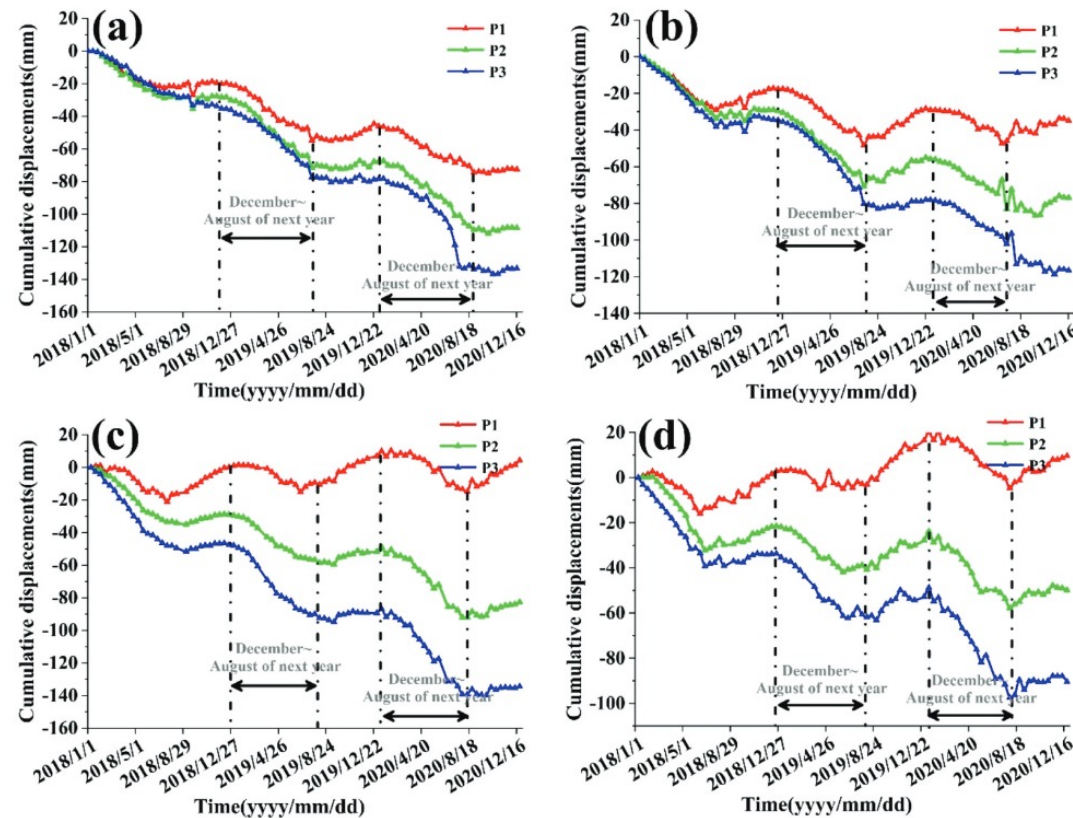 (a)
P1
P2
P3
Cumulative displacements(mm)
20
0
-20
-40
-60
-80
-100
-120
-140
-160
December~
August of next year
December~
August of next year
2018/1/1
2018/5/1
2018/8/29
2018/12/27
2019/4/26
2019/8/24
2019/12/22
2020/4/20
2020/8/18
2020/12/16
Time(yyyy/mm/dd)
(b)
P1
P2
P3
Cumulative displacements(mm)
20
0
-20
-40
-60
-80
-100
-120
-140
December~
August of next year
December~
August of next year
2018/1/1
2018/5/1
2018/8/29
2018/12/27
2019/4/26
2019/8/24
2019/12/22
2020/4/20
2020/8/18
2020/12/16
Time(yyyy/mm/dd)
(c)
P1
P2
P3
Cumulative displacements(mm)
20
0
-20
-40
-60
-80
-100
-120
-140
-160
December~
August of next year
December~
August of next year
2018/1/1
2018/5/1
2018/8/29
2018/12/27
2019/4/26
2019/8/24
2019/12/22
2020/4/20
2020/8/18
2020/12/16
Time(yyyy/mm/dd)
(d)
P1
P2
P3
Cumulative displacements(mm)
20
0
-20
-40
-60
-80
-100
December~
August of next year
December~
August of next year
2018/1/1
2018/5/1
2018/8/29
2018/12/27
2019/4/26
2019/8/24
2019/12/22
2020/4/20
2020/8/18
2020/12/16
Time(yyyy/mm/dd)